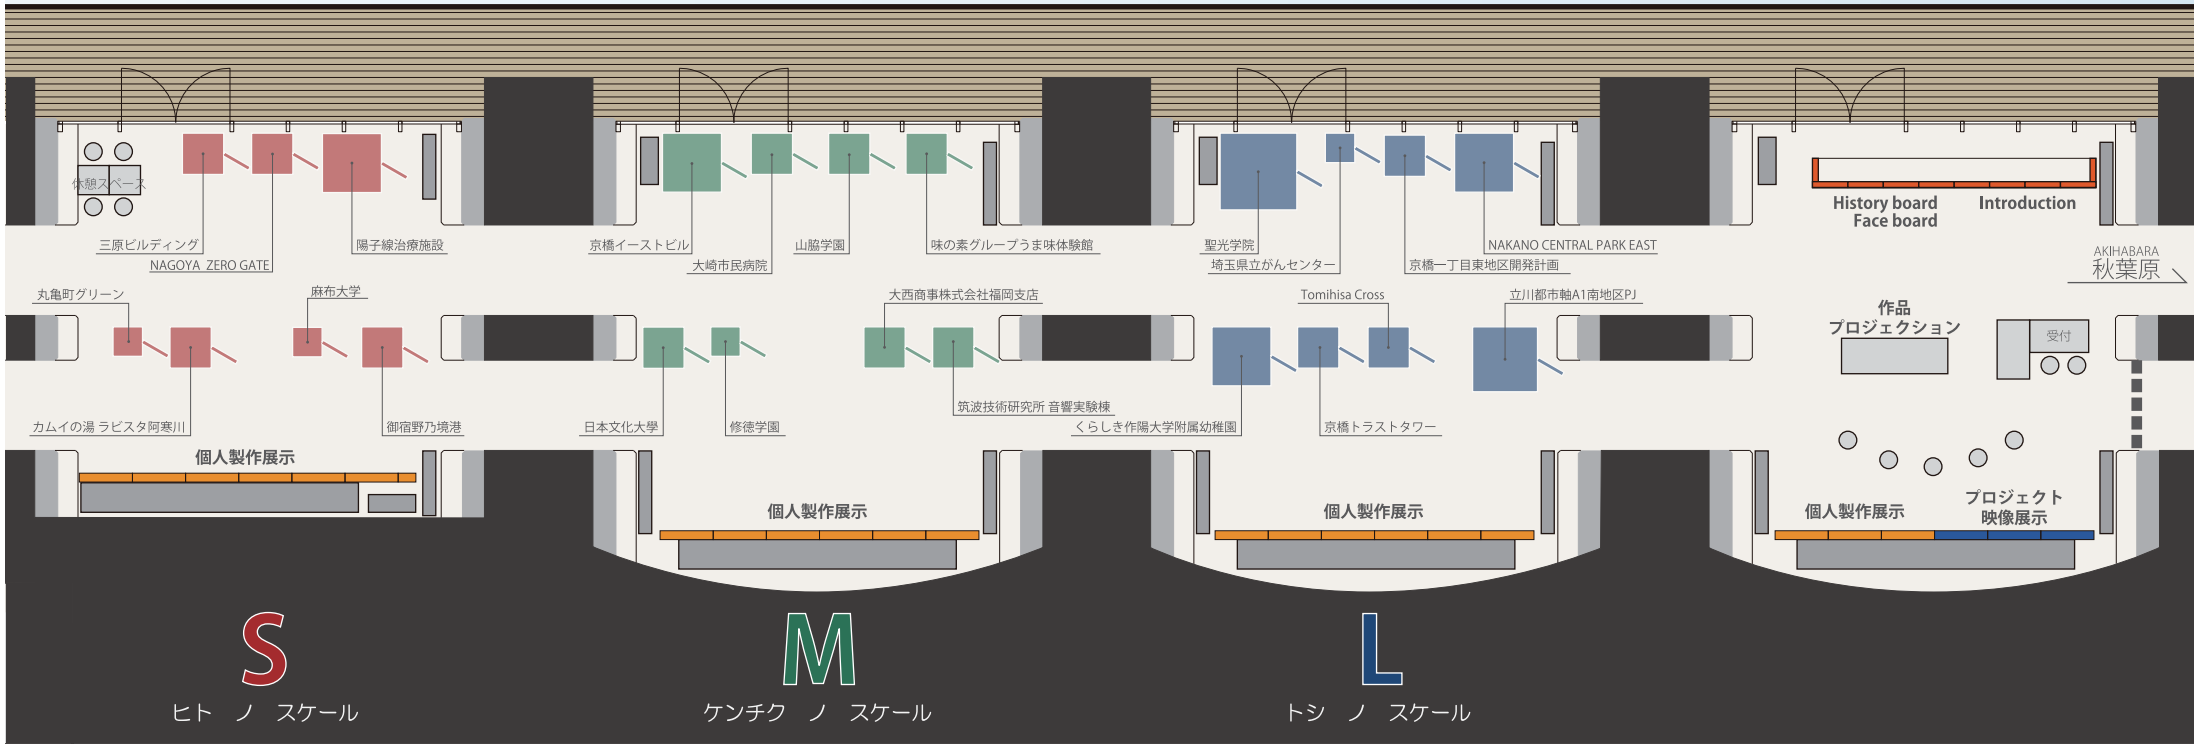 休憩スペース
三原ビルディング
NAGOYA ZERO GATE
陽子線治療施設
丸亀町グリーン
麻布大学
カムイの湯 ラビスタ阿寒川
御宿野乃境港
個人製作展示
京橋イーストビル
大崎市民病院
山脇学園
味の素グループうま味体験館
大西商事株式会社福岡支店
日本文化大學
修徳学園
筑波技術研究所 音響実験棟
個人製作展示
聖光学院
埼玉県立がんセンター
京橋一丁目東地区開発計画
NAKANO CENTRAL PARK EAST
Tomihisa Cross
立川都市軸A1南地区PJ
くらしき作陽大学附属幼稚園
京橋トラストタワー
個人製作展示
History board
Face board
Introduction
AKIHABARA
秋葉原
作品
プロジェクション
受付
個人製作展示
プロジェクト
映像展示
S
ヒト ノ スケール
M
ケンチク ノ スケール
L
トシ ノ スケール